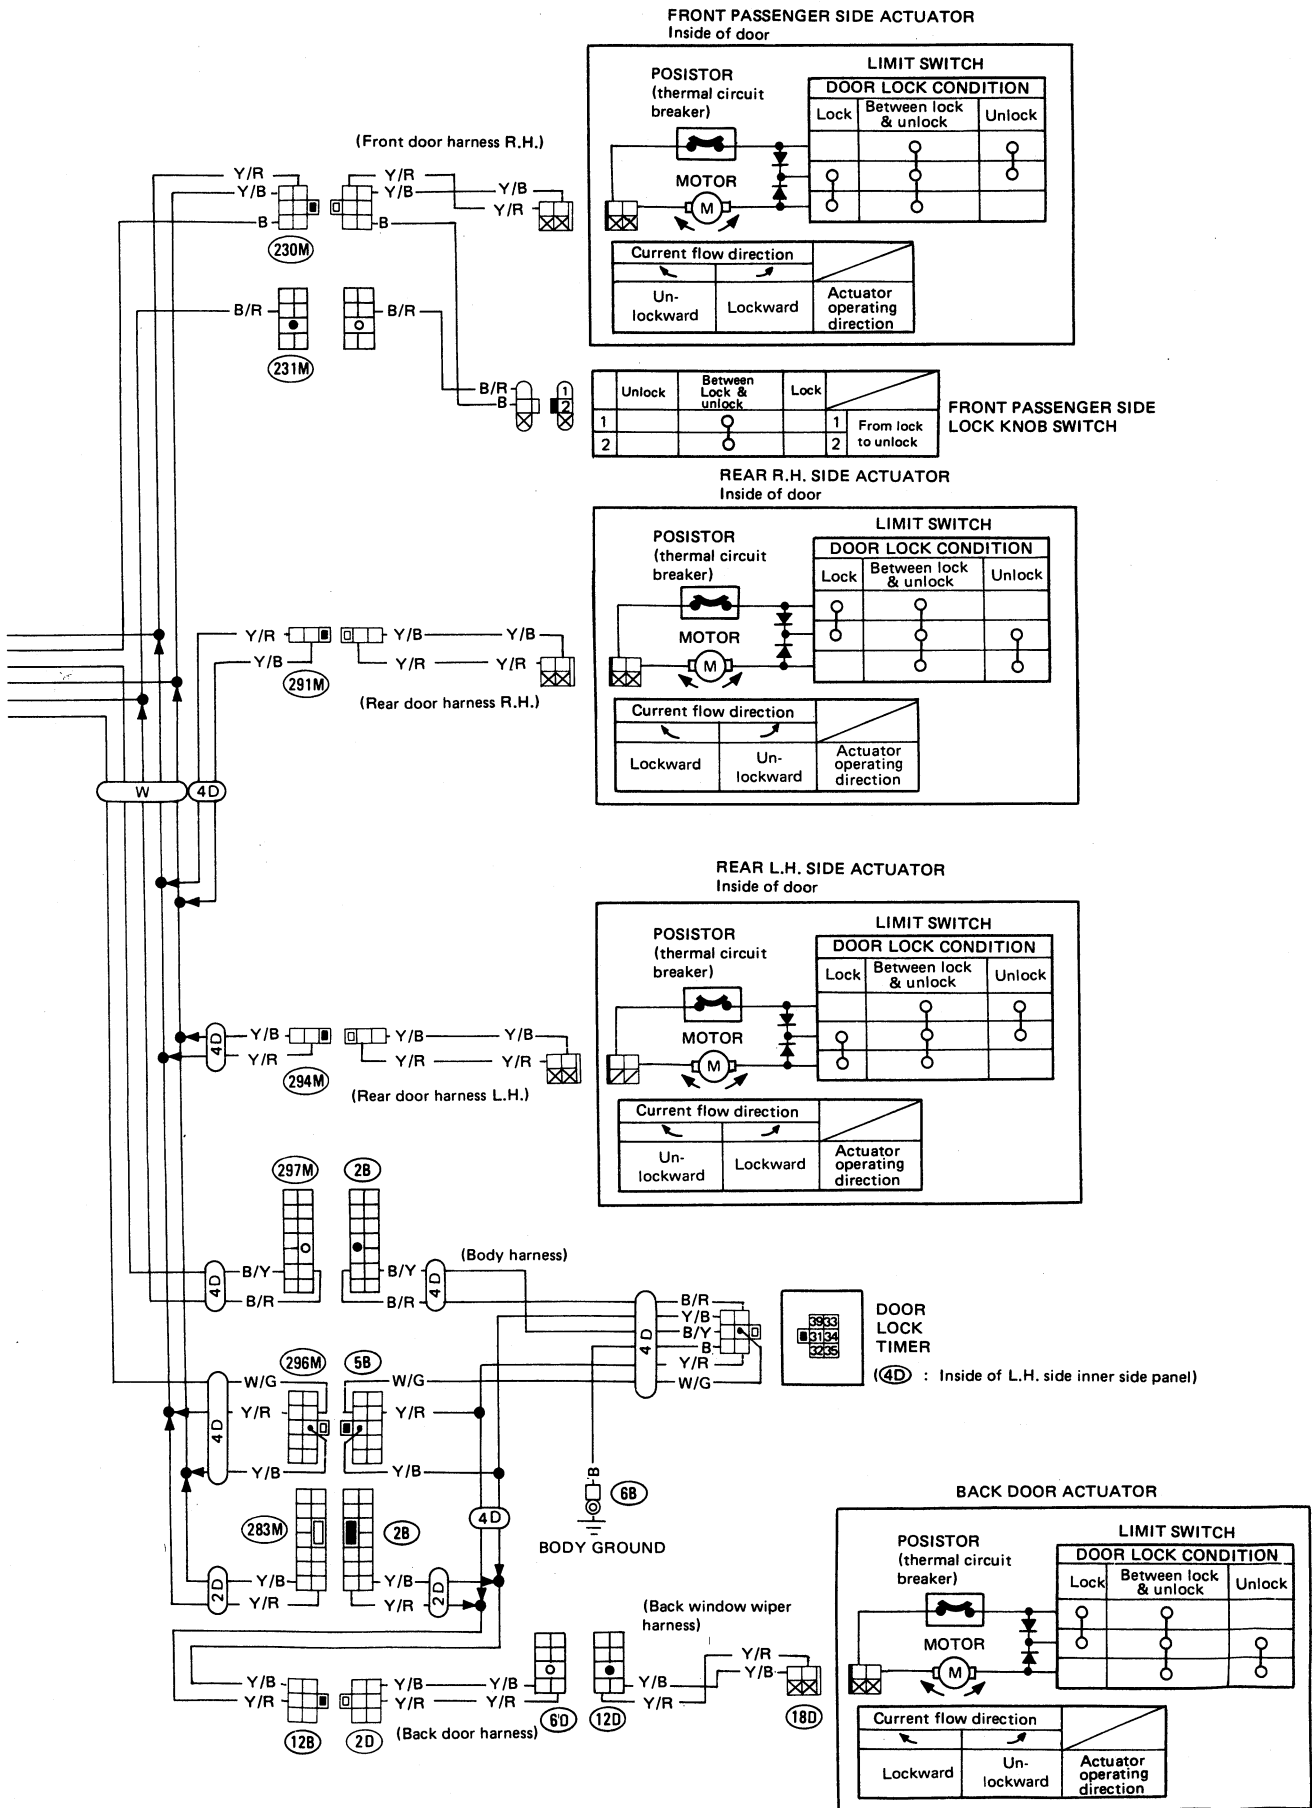 FRONT PASSENGER SIDE ACTUATOR
Inside of door
LIMIT SWITCH
POSISTOR
(thermal circuit
breaker)
DOOR LOCK CONDITION
Lock
Between lock
& unlock
Unlock
MOTOR
M
Current flow direction
Un-
lockward
Lockward
Actuator
operating
direction
(Front door harness R.H.)
Y/R
Y/R
Y/B
Y/B
Y/B
Y/R
B
B
230M
B/R
B/R
231M
B/R
B
1
2
Unlock
Between
Lock &
unlock
Lock
1
2
1
2
From lock
to unlock
FRONT PASSENGER SIDE
LOCK KNOB SWITCH
REAR R.H. SIDE ACTUATOR
Inside of door
LIMIT SWITCH
POSISTOR
(thermal circuit
breaker)
DOOR LOCK CONDITION
Lock
Between lock
& unlock
Unlock
MOTOR
M
Current flow direction
Lockward
Un-
lockward
Actuator
operating
direction
Y/R
Y/B
Y/B
Y/B
Y/R
Y/R
291M
(Rear door harness R.H.)
W
4D
REAR L.H. SIDE ACTUATOR
Inside of door
LIMIT SWITCH
POSISTOR
(thermal circuit
breaker)
DOOR LOCK CONDITION
Lock
Between lock
& unlock
Unlock
MOTOR
M
Current flow direction
Un-
lockward
Lockward
Actuator
operating
direction
4D
Y/B
Y/B
Y/B
Y/R
Y/R
Y/R
294M
(Rear door harness L.H.)
297M
2B
(Body harness)
4D
B/Y
B/Y
4D
B/R
B/R
4D
B/R
Y/B
B/Y
B
Y/R
W/G
39 33
31 34
32 35
DOOR
LOCK
TIMER
(4D : Inside of L.H. side inner side panel)
296M
5B
4D
W/G
W/G
Y/R
Y/R
Y/B
Y/B
B
6B
BODY GROUND
283M
2B
4D
2D
Y/B
Y/B
2D
Y/R
Y/R
(Back window wiper
harness)
Y/B
Y/B
Y/B
Y/R
Y/R
Y/R
Y/B
Y/R
Y/R
Y/B
12B
2D
(Back door harness)
6D
12D
18D
BACK DOOR ACTUATOR
LIMIT SWITCH
POSISTOR
(thermal circuit
breaker)
DOOR LOCK CONDITION
Lock
Between lock
& unlock
Unlock
MOTOR
M
Current flow direction
Lockward
Un-
lockward
Actuator
operating
direction